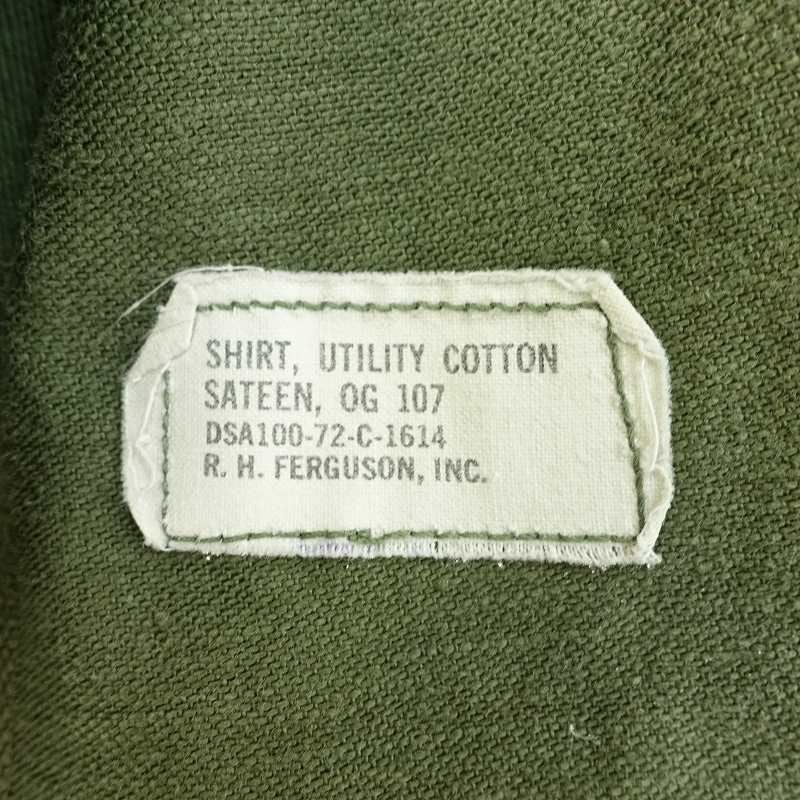 SHIRT, UTILITY COTTON
SATEEN, OG 107
DSA100-72-C-1614
R. H. FERGUSON, INC.